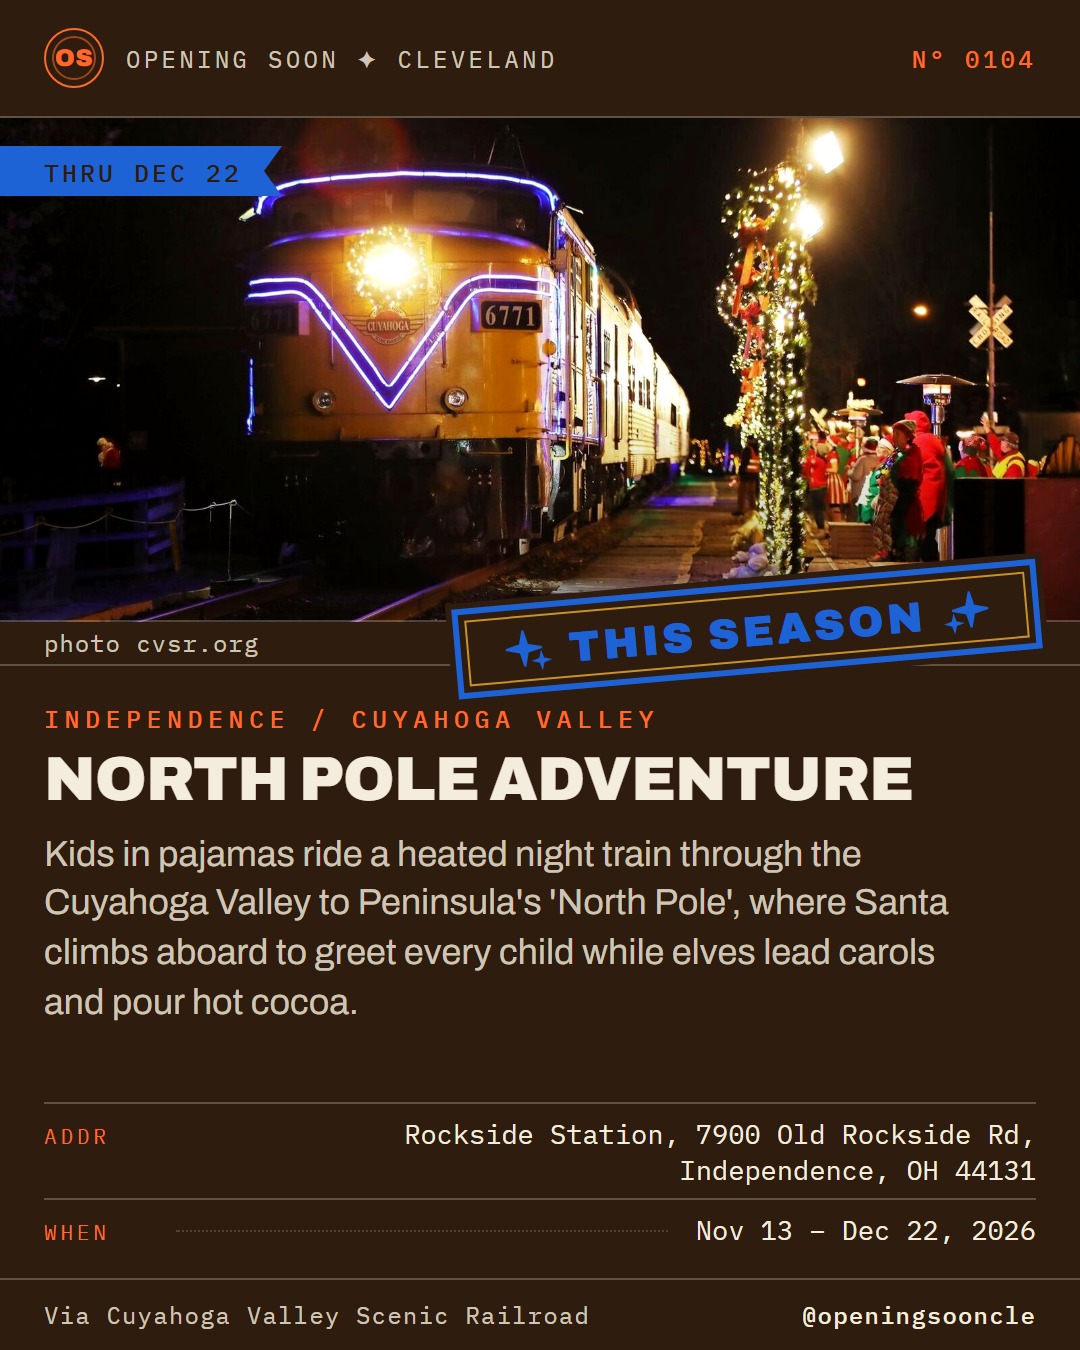 OS
OPENING SOON ✦ CLEVELAND
N° 0104
THRU DEC 22
6771
6771
CUYAHOGA
THIS SEASON
photo cvsr.org
INDEPENDENCE / CUYAHOGA VALLEY
NORTH POLE ADVENTURE
Kids in pajamas ride a heated night train through the
Cuyahoga Valley to Peninsula's 'North Pole', where Santa
climbs aboard to greet every child while elves lead carols
and pour hot cocoa.
ADDR
Rockside Station, 7900 Old Rockside Rd,
Independence, OH 44131
WHEN
Nov 13 – Dec 22, 2026
Via Cuyahoga Valley Scenic Railroad
@openingsooncle